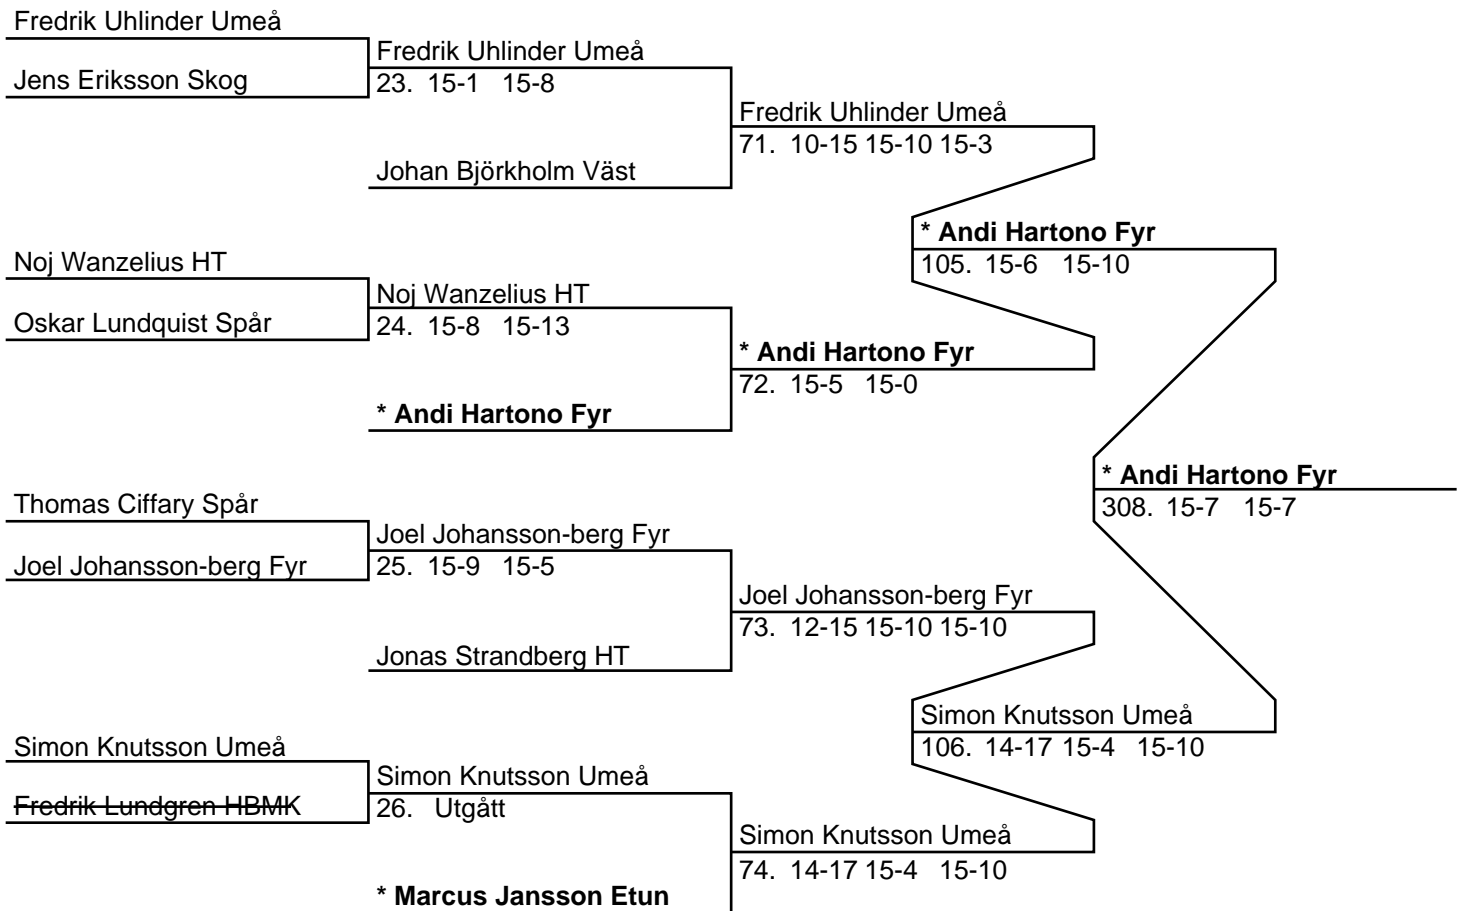 Fredrik Uhlinder Umeå
Fredrik Uhlinder Umeå
Jens Eriksson Skog
23. 15-1 15-8
Fredrik Uhlinder Umeå
71. 10-15 15-10 15-3
Johan Björkholm Väst
* Andi Hartono Fyr
105. 15-6 15-10
Noj Wanzelius HT
Noj Wanzelius HT
Oskar Lundquist Spår
24. 15-8 15-13
* Andi Hartono Fyr
72. 15-5 15-0
* Andi Hartono Fyr
* Andi Hartono Fyr
308. 15-7 15-7
Thomas Ciffary Spår
Joel Johansson-berg Fyr
Joel Johansson-berg Fyr
25. 15-9 15-5
Joel Johansson-berg Fyr
73. 12-15 15-10 15-10
Jonas Strandberg HT
Simon Knutsson Umeå
106. 14-17 15-4 15-10
Simon Knutsson Umeå
Simon Knutsson Umeå
Fredrik Lundgren HBMK
26. Utgått
Simon Knutsson Umeå
74. 14-17 15-4 15-10
* Marcus Jansson Etun